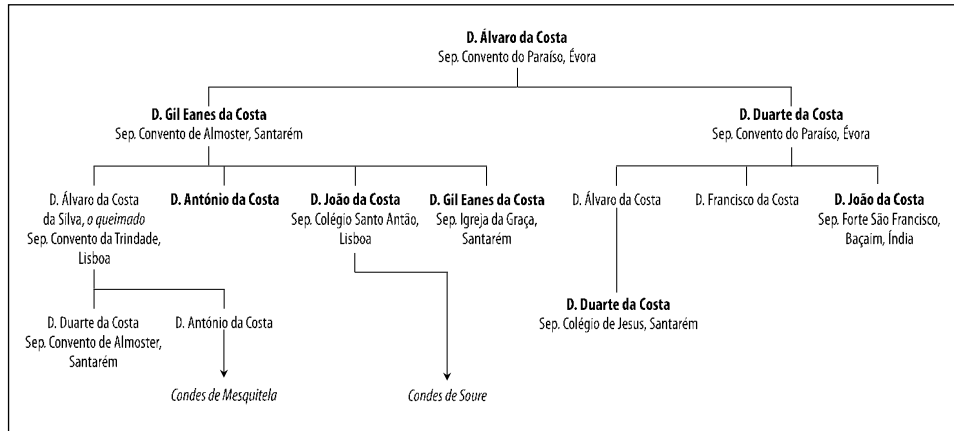 D. Álvaro da Costa
Sep. Convento do Paraíso, Évora
D. Gil Eanes da Costa
Sep. Convento de Almoster, Santarém
D. Duarte da Costa
Sep. Convento do Paraíso, Évora
D. Álvaro da Costa
da Silva, o queimado
Sep. Convento da Trindade,
Lisboa
D. António da Costa
D. João da Costa
Sep. Colégio Santo Antão,
Lisboa
D. Gil Eanes da Costa
Sep. Igreja da Graça,
Santarém
D. Álvaro da Costa
D. Francisco da Costa
D. João da Costa
Sep. Forte São Francisco,
Baçaim, Índia
D. Duarte da Costa
Sep. Convento de Almoster,
Santarém
D. António da Costa
D. Duarte da Costa
Sep. Colégio de Jesus, Santarém
Condes de Mesquitela
Condes de Soure